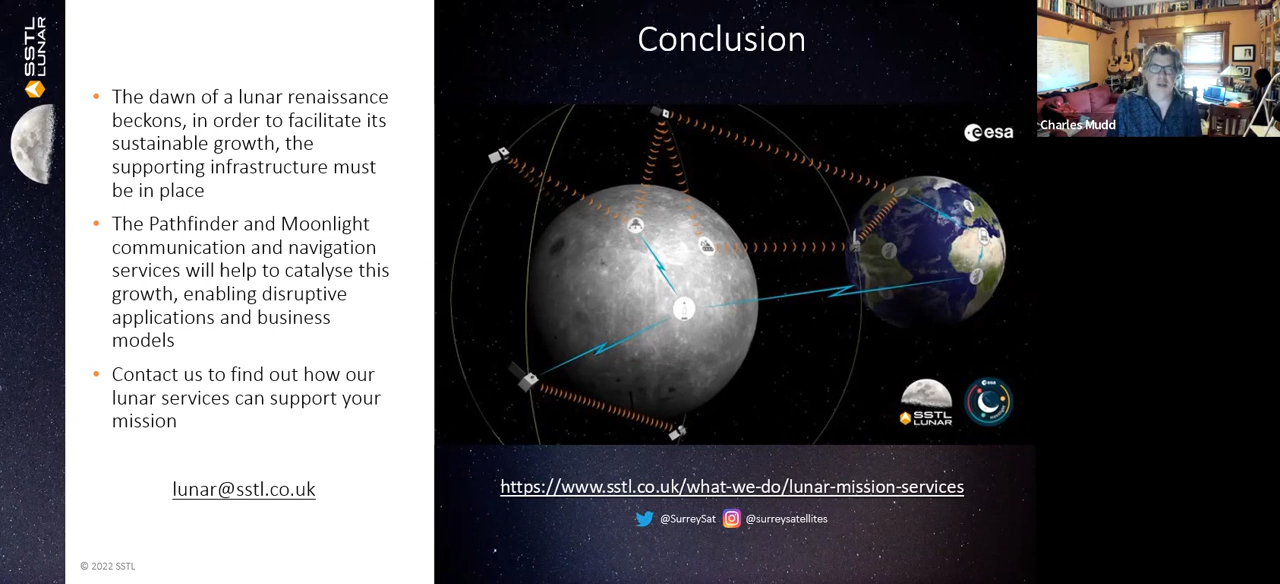 SSTL
LUNAR
The dawn of a lunar renaissance
beckons, in order to facilitate its
sustainable growth, the
supporting infrastructure must
be in place
The Pathfinder and Moonlight
communication and navigation
services will help to catalyse this
growth, enabling disruptive
applications and business
models
Contact us to find out how our
lunar services can support your
mission
lunar@sstl.co.uk
© 2022 SSTL
Conclusion
esa
SSTL
LUNAR
esa
https://www.sstl.co.uk/what-we-do/lunar-mission-services
@SurreySat @surreysatellites
Charles Mudd